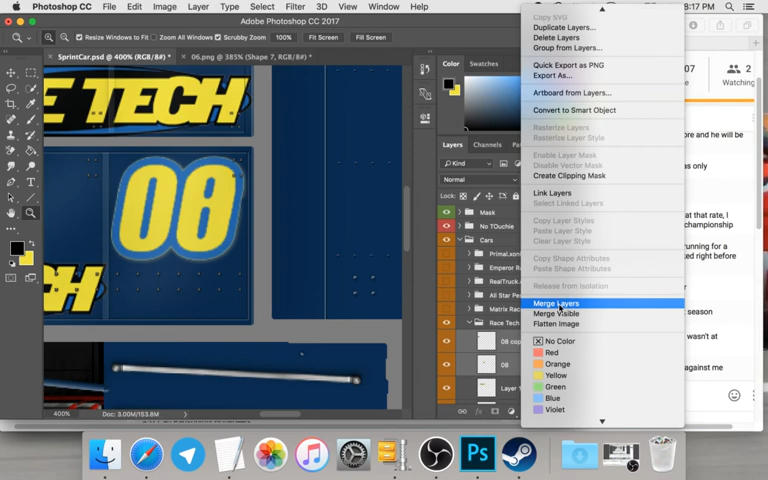 Photoshop CC File Edit Image Layer Type Select Filter 3D View Window Help
8:17 PM
Adobe Photoshop CC 2017
Resize Windows to Fit Zoom All Windows Scrubby Zoom 100% Fit Screen Fill Screen
SprintCar.psd @ 400% (RGB/8#) * 06.png @ 385% (Shape 7, RGB/8#) *
E TECH
08
H
400% Doc: 3.00M/153.8M
Color Swatches
Layers Channels
Kind
Normal
Lock:
Mask
No TOuchie
Cars
Primal.xon
Emperor R
RealTruck.
All Star Pe
Matrix Rac
Race Tech
08 cop
08
Layer 1
Copy SVG
Duplicate Layers...
Delete Layers
Group from Layers...
Quick Export as PNG
Export As...
Artboard from Layers...
Convert to Smart Object
Rasterize Layers
Rasterize Layer Style
Enable Layer Mask
Disable Vector Mask
Create Clipping Mask
Link Layers
Select Linked Layers
Copy Layer Styles
Paste Layer Style
Clear Layer Style
Copy Shape Attributes
Paste Shape Attributes
Release from Isolation
Merge Layers
Merge Visible
Flatten Image
No Color
Red
Orange
Yellow
Green
Blue
Violet
07 2
Watching
ore and he will be
as only
at that rate, I
championship
running for a
ed right before
season
wasn't at
against me
Ps